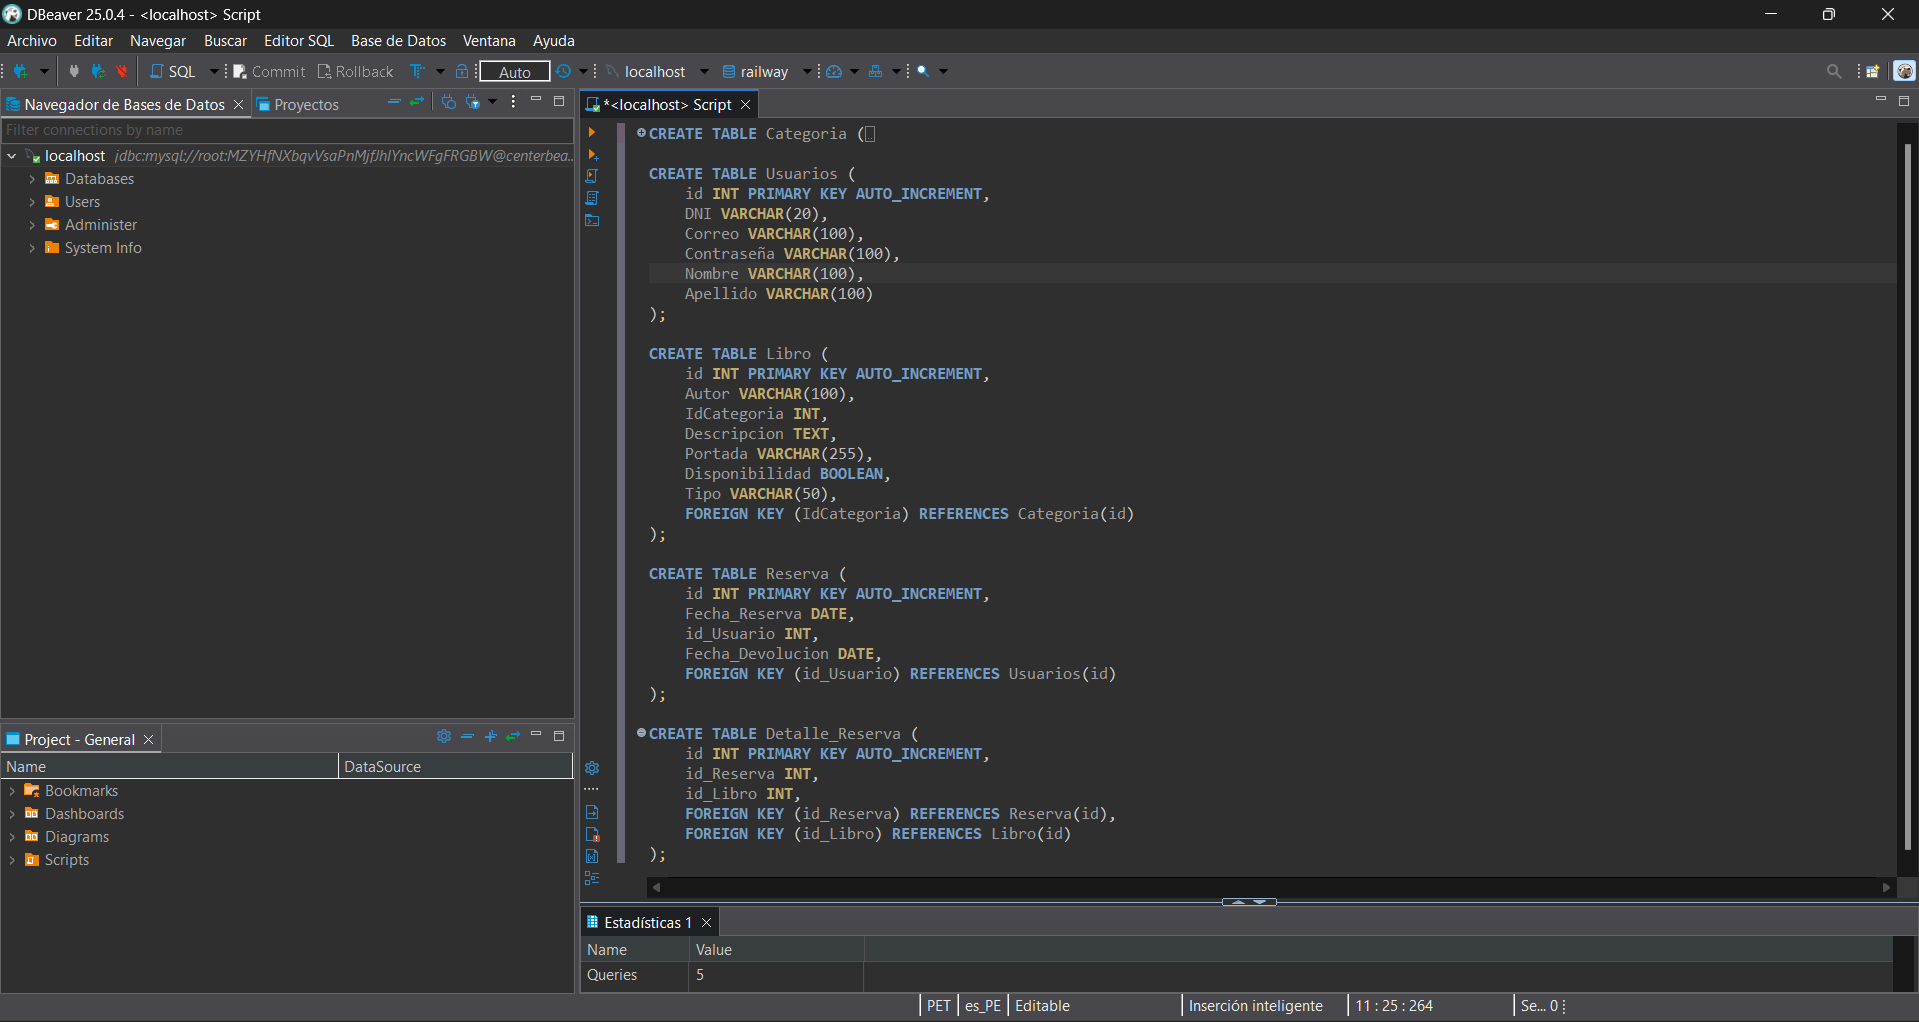 DBeaver 25.0.4 - <localhost> Script
Archivo Editar Navegar Buscar Editor SQL Base de Datos Ventana Ayuda
SQL Commit Rollback Auto localhost railway
Navegador de Bases de Datos Proyectos
Filter connections by name
localhost jdbc:mysql://root:MZYHfNXbqvVsaPnMjfJhIYncWFgFRGBW@centerbea...
Databases
Users
Administer
System Info
Project - General
Name DataSource
Bookmarks
Dashboards
Diagrams
Scripts
*<localhost> Script
CREATE TABLE Categoria (
CREATE TABLE Usuarios (
id INT PRIMARY KEY AUTO_INCREMENT,
DNI VARCHAR(20),
Correo VARCHAR(100),
Contraseña VARCHAR(100),
Nombre VARCHAR(100),
Apellido VARCHAR(100)
);
CREATE TABLE Libro (
id INT PRIMARY KEY AUTO_INCREMENT,
Autor VARCHAR(100),
IdCategoria INT,
Descripcion TEXT,
Portada VARCHAR(255),
Disponibilidad BOOLEAN,
Tipo VARCHAR(50),
FOREIGN KEY (IdCategoria) REFERENCES Categoria(id)
);
CREATE TABLE Reserva (
id INT PRIMARY KEY AUTO_INCREMENT,
Fecha_Reserva DATE,
id_Usuario INT,
Fecha_Devolucion DATE,
FOREIGN KEY (id_Usuario) REFERENCES Usuarios(id)
);
CREATE TABLE Detalle_Reserva (
id INT PRIMARY KEY AUTO_INCREMENT,
id_Reserva INT,
id_Libro INT,
FOREIGN KEY (id_Reserva) REFERENCES Reserva(id),
FOREIGN KEY (id_Libro) REFERENCES Libro(id)
);
Estadísticas 1
Name Value
Queries 5
PET es_PE Editable Inserción inteligente 11 : 25 : 264 Se... 0